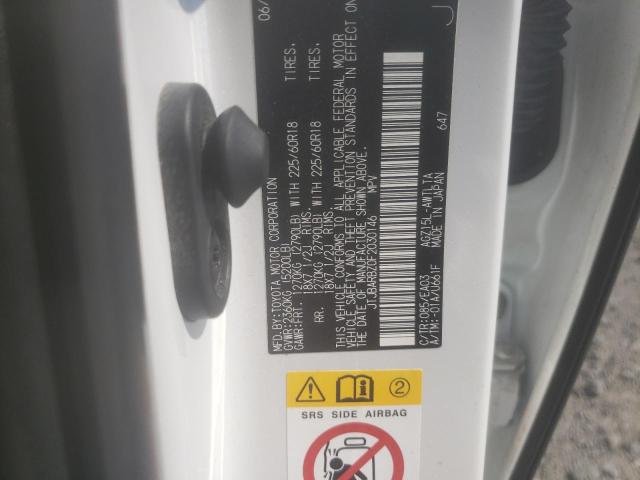 MFD.BY:TOYOTA MOTOR CORPORATION 06/
GVWR:2360KG (5200LB)
GAWR:FRT. 1270KG (2790LB) WITH 225/60R18 TIRES.
18X7 1/2J RIMS.
RR. 1270KG (2790LB) WITH 225/60R18 TIRES.
18X7 1/2J RIMS.
THIS VEHICLE CONFORMS TO ALL APPLICABLE FEDERAL MOTOR
VEHICLE SAFETY AND THEFT PREVENTION STANDARDS IN EFFECT ON
THE DATE OF MANUFACTURE SHOWN ABOVE.
JTJBARBZ0F2030146 MPV
J
C/TR:085/EA03 AGZ15L-AWTLTA
A/TM:-01A/U661F MADE IN JAPAN 647
2
SRS SIDE AIRBAG